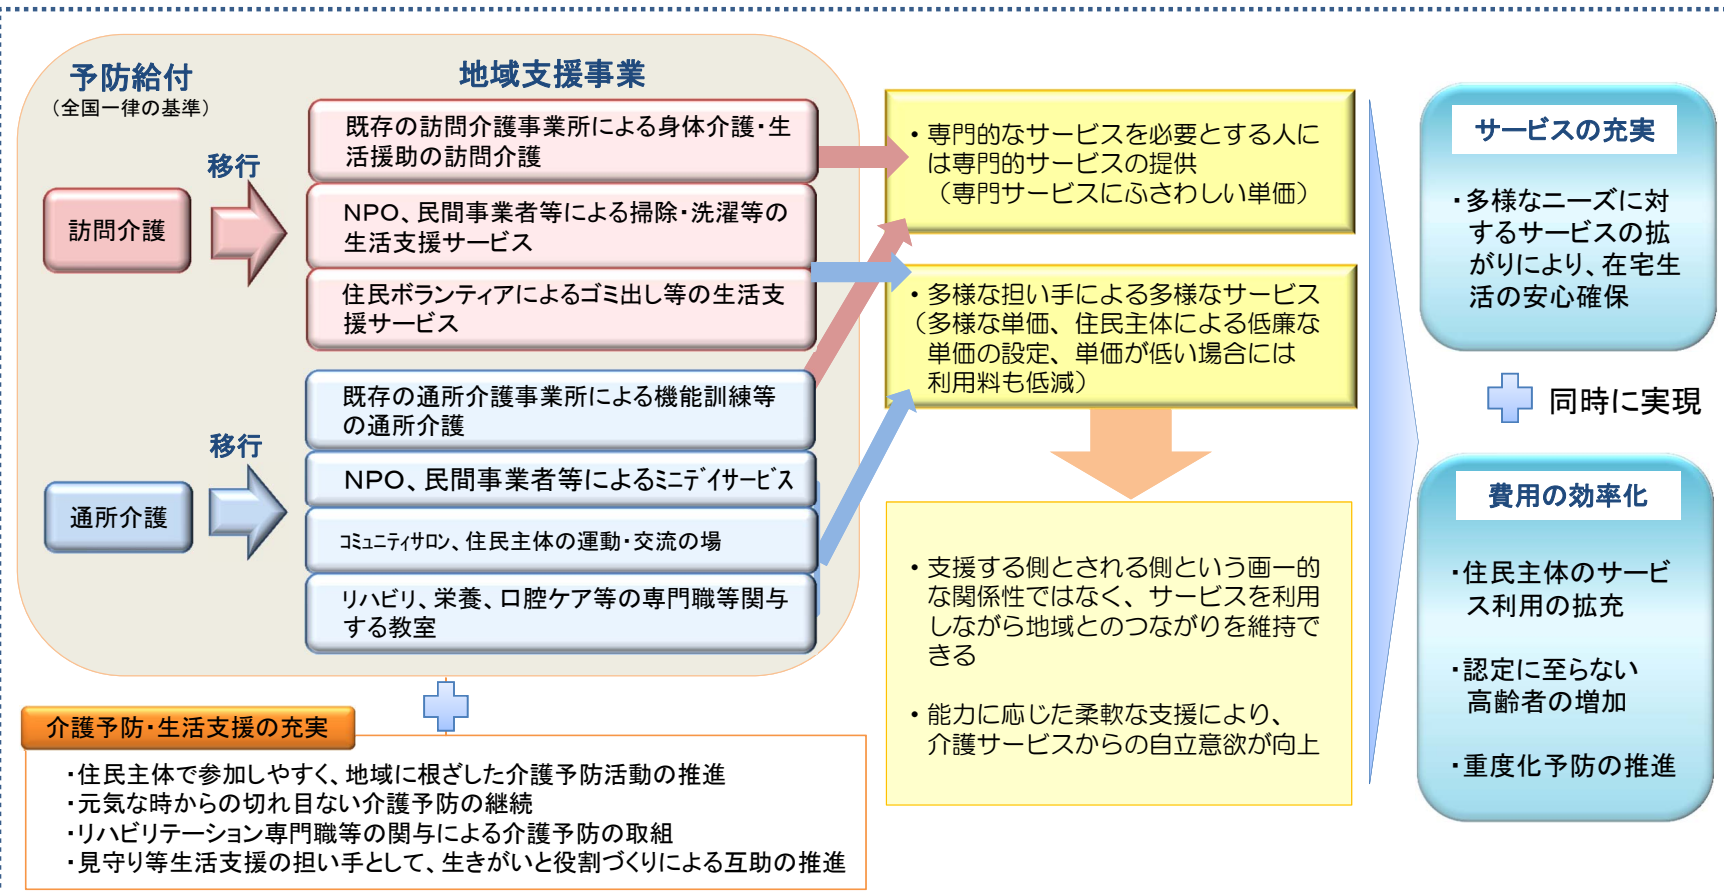 予防給付
（全国一律の基準）
地域支援事業
移行
訪問介護
既存の訪問介護事業所による身体介護・生
活援助の訪問介護
NPO、民間事業者等による掃除・洗濯等の
生活支援サービス
住民ボランティアによるゴミ出し等の生活支
援サービス
移行
通所介護
既存の通所介護事業所による機能訓練等
の通所介護
NPO、民間事業者等によるﾐﾆﾃﾞｲサービス
ｺﾐｭﾆﾃｨサロン、住民主体の運動・交流の場
リハビリ、栄養、口腔ケア等の専門職等関与
する教室
介護予防・生活支援の充実
・住民主体で参加しやすく、地域に根ざした介護予防活動の推進
・元気な時からの切れ目ない介護予防の継続
・リハビリテーション専門職等の関与による介護予防の取組
・見守り等生活支援の担い手として、生きがいと役割づくりによる互助の推進
・専門的なサービスを必要とする人に
は専門的サービスの提供
（専門サービスにふさわしい単価）
・多様な担い手による多様なサービス
（多様な単価、住民主体による低廉な
単価の設定、単価が低い場合には
利用料も低減）
・支援する側とされる側という画一的
な関係性ではなく、サービスを利用
しながら地域とのつながりを維持で
きる
・能力に応じた柔軟な支援により、
介護サービスからの自立意欲が向上
サービスの充実
・多様なニーズに対
するサービスの拡
がりにより、在宅生
活の安心確保
同時に実現
費用の効率化
・住民主体のサービ
ス利用の拡充
・認定に至らない
高齢者の増加
・重度化予防の推進